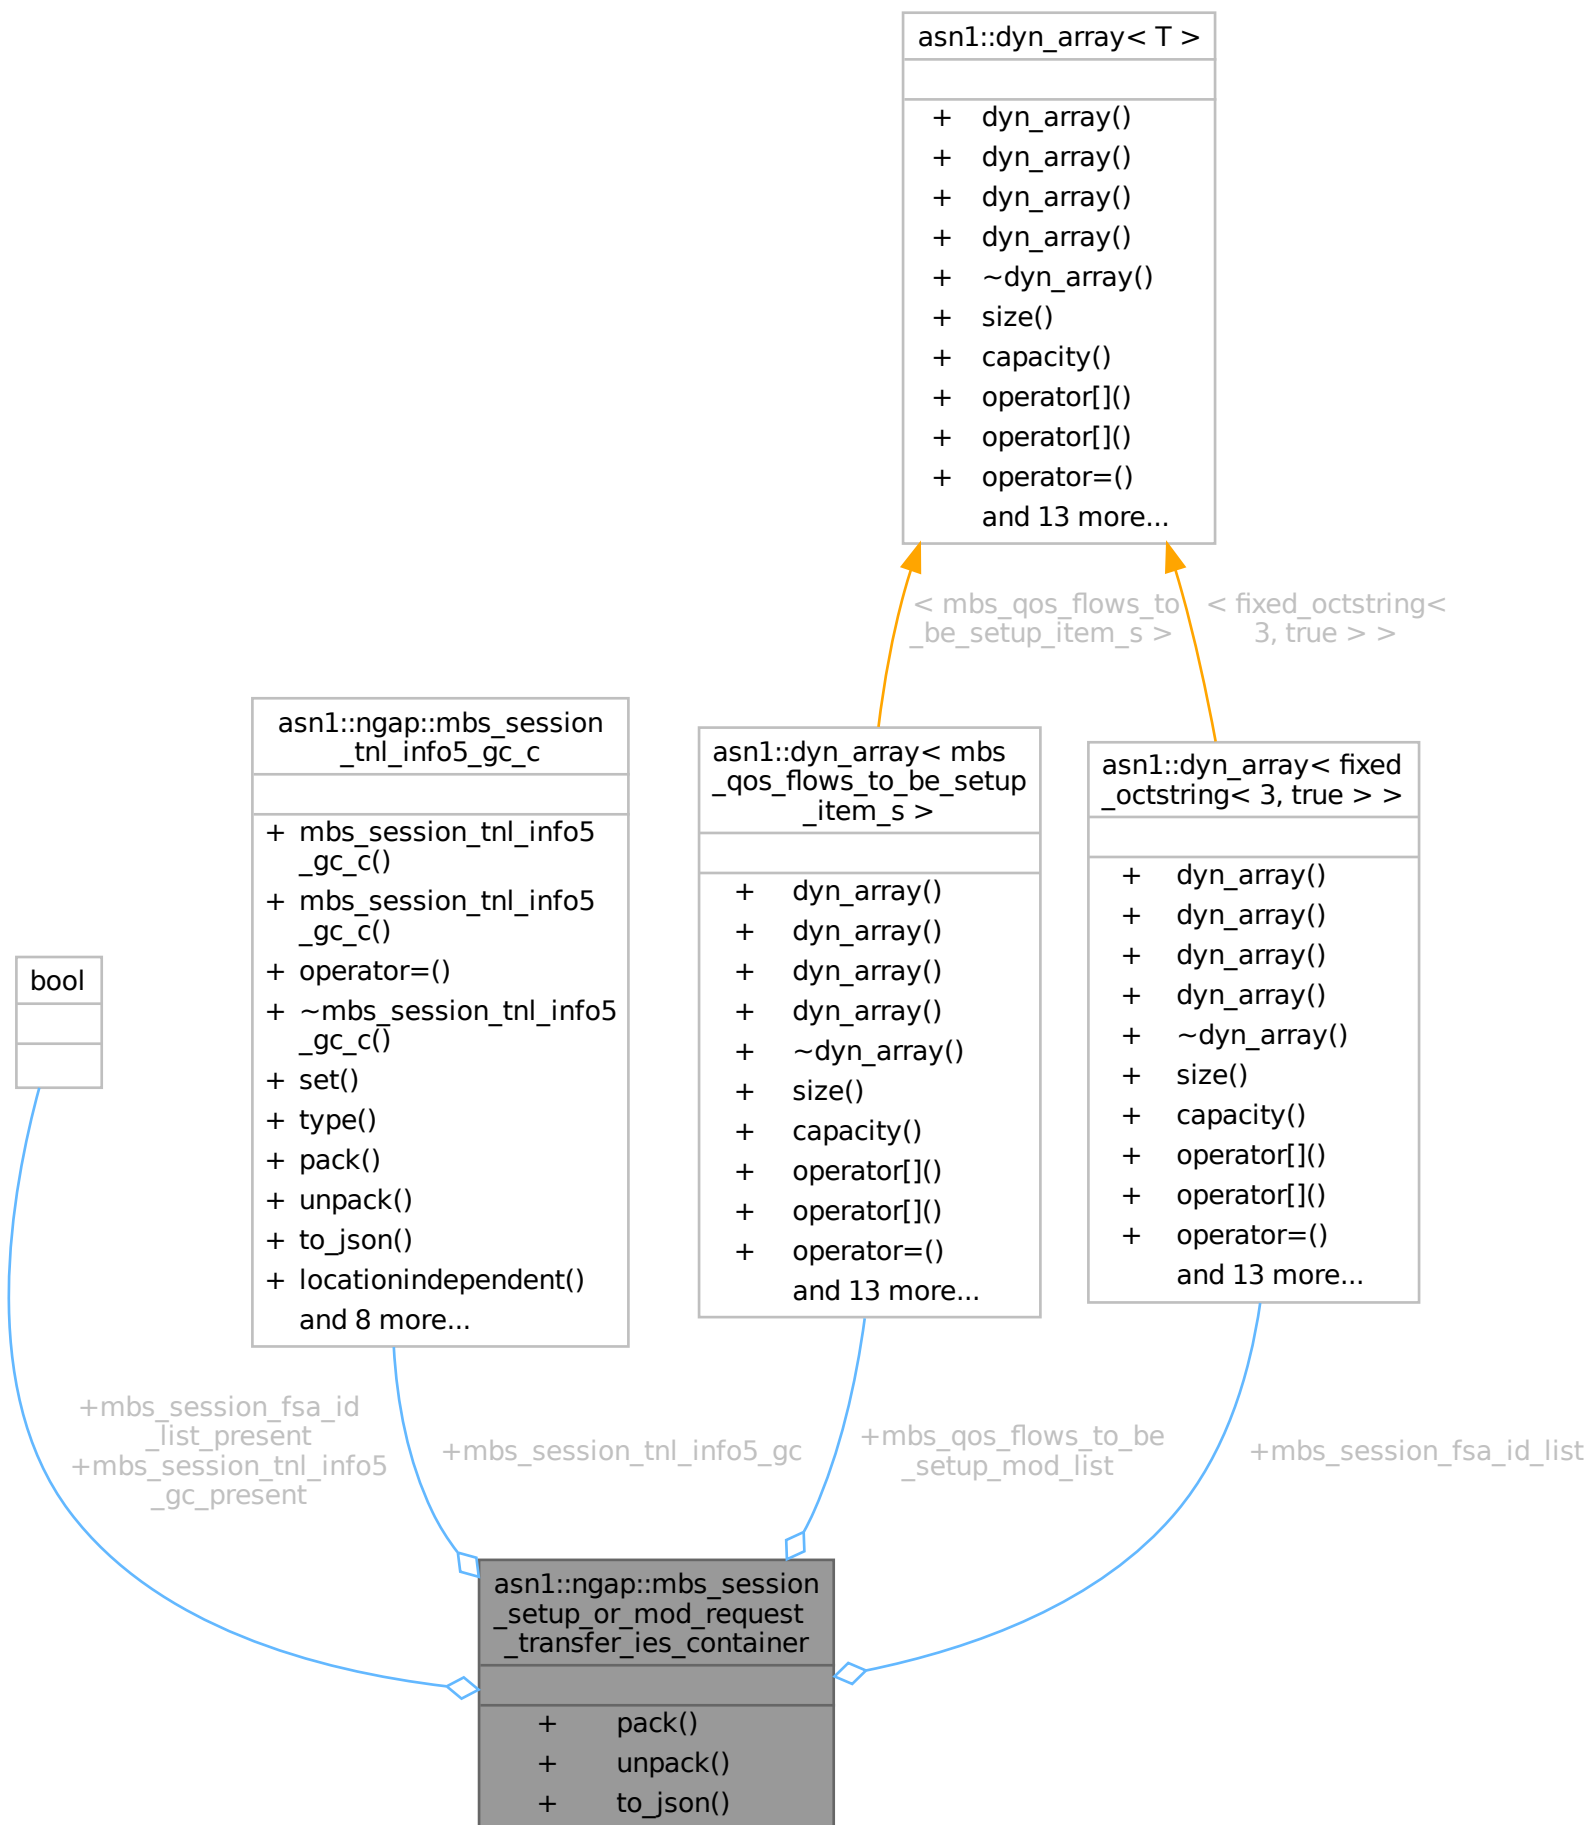 asn1::dyn_array< T >
+ dyn_array()
+ dyn_array()
+ dyn_array()
+ dyn_array()
+ ~dyn_array()
+ size()
+ capacity()
+ operator[]()
+ operator[]()
+ operator=()
and 13 more...
< mbs_qos_flows_to
_be_setup_item_s >
< fixed_octstring<
3, true > >
asn1::ngap::mbs_session
_tnl_info5_gc_c
+ mbs_session_tnl_info5
_gc_c()
+ mbs_session_tnl_info5
_gc_c()
+ operator=()
+ ~mbs_session_tnl_info5
_gc_c()
+ set()
+ type()
+ pack()
+ unpack()
+ to_json()
+ locationindependent()
and 8 more...
asn1::dyn_array< mbs
_qos_flows_to_be_setup
_item_s >
+ dyn_array()
+ dyn_array()
+ dyn_array()
+ dyn_array()
+ ~dyn_array()
+ size()
+ capacity()
+ operator[]()
+ operator[]()
+ operator=()
and 13 more...
asn1::dyn_array< fixed
_octstring< 3, true > >
+ dyn_array()
+ dyn_array()
+ dyn_array()
+ dyn_array()
+ ~dyn_array()
+ size()
+ capacity()
+ operator[]()
+ operator[]()
+ operator=()
and 13 more...
bool
+mbs_session_fsa_id
_list_present
+mbs_session_tnl_info5
_gc_present
+mbs_session_tnl_info5_gc
+mbs_qos_flows_to_be
_setup_mod_list
+mbs_session_fsa_id_list
asn1::ngap::mbs_session
_setup_or_mod_request
_transfer_ies_container
+ pack()
+ unpack()
+ to_json()